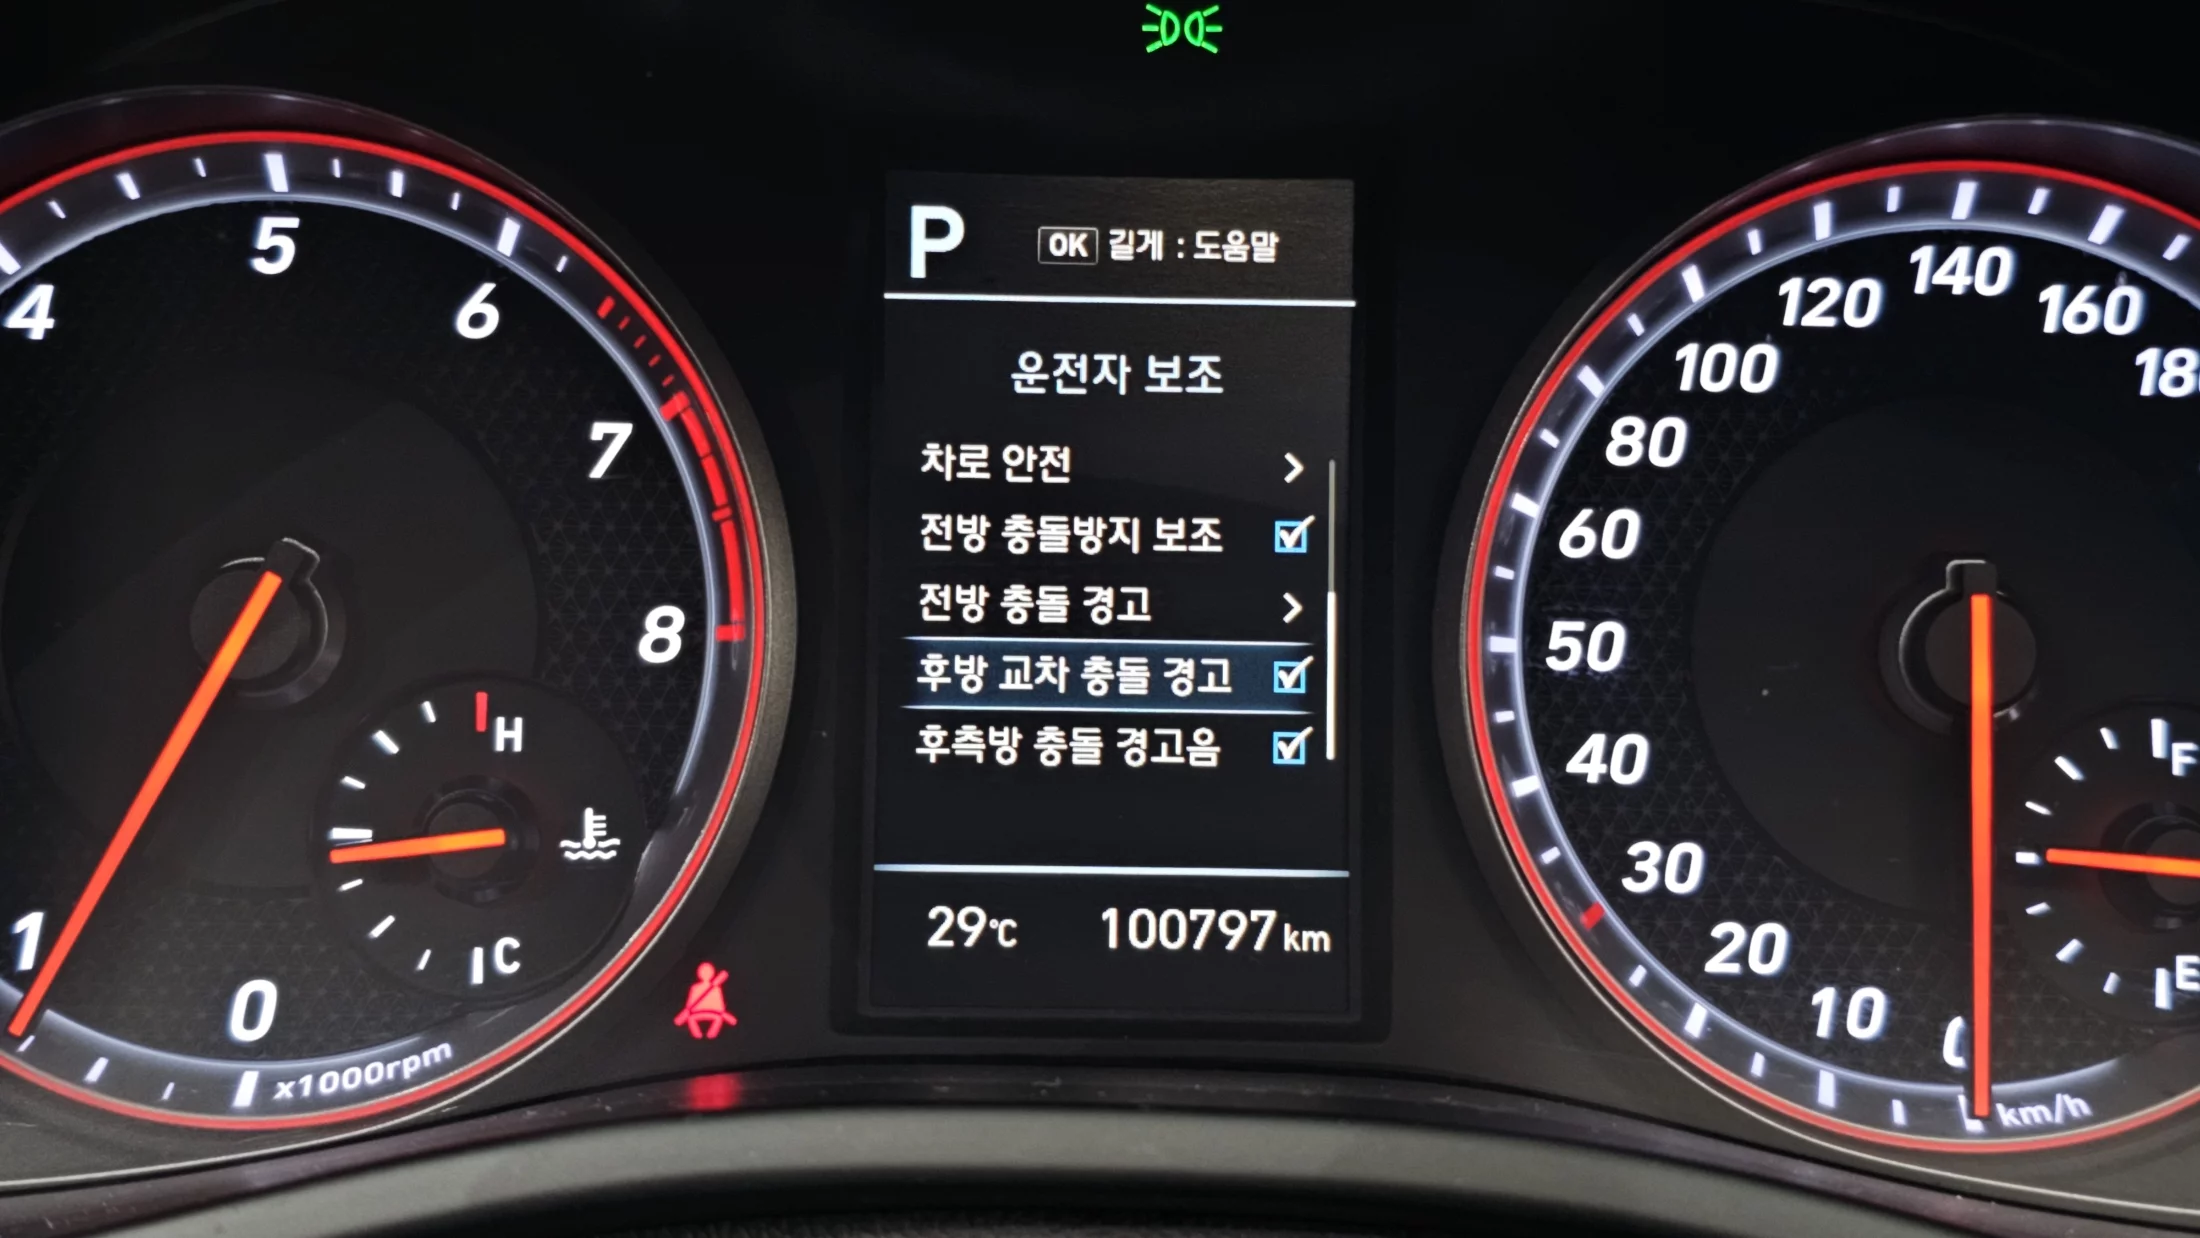 P
OK 길게 : 도움말
운전자 보조
차로 안전
전방 충돌방지 보조
전방 충돌 경고
후방 교차 충돌 경고
후측방 충돌 경고음
29℃ 100797km
4
5
6
7
8
1
0
x1000rpm
H
C
0
10
20
30
40
50
60
80
100
120
140
160
km/h
F
E